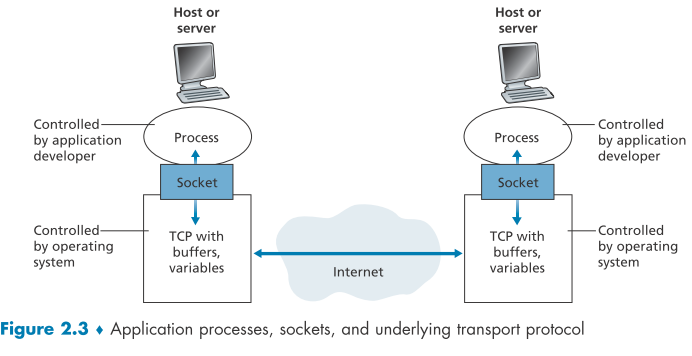 Host or
server
Host or
server
Controlled
by application
developer
Process
Process
Controlled
by application
developer
Socket
Socket
Controlled
by operating
system
TCP with
buffers,
variables
Internet
TCP with
buffers,
variables
Controlled
by operating
system
Figure 2.3 ♦ Application processes, sockets, and underlying transport protocol